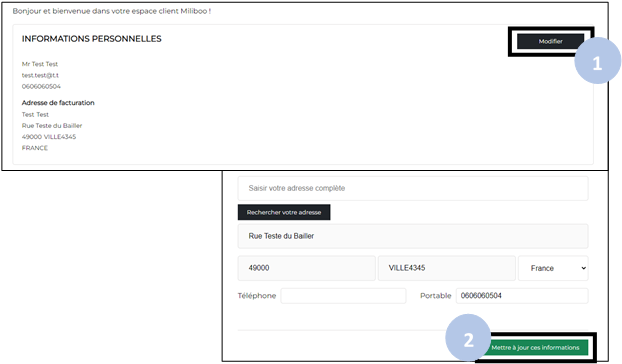 Bonjour et bienvenue dans votre espace client Miliboo !
INFORMATIONS PERSONNELLES
Modifier
1
Mr Test Test
test.test@t.t
0606060504
Adresse de facturation
Test Test
Rue Teste du Bailler
49000 VILLE4345
FRANCE
Saisir votre adresse complète
Rechercher votre adresse
Rue Teste du Bailler
49000 VILLE4345 France
Téléphone Portable 0606060504
2
Mettre à jour ces informations